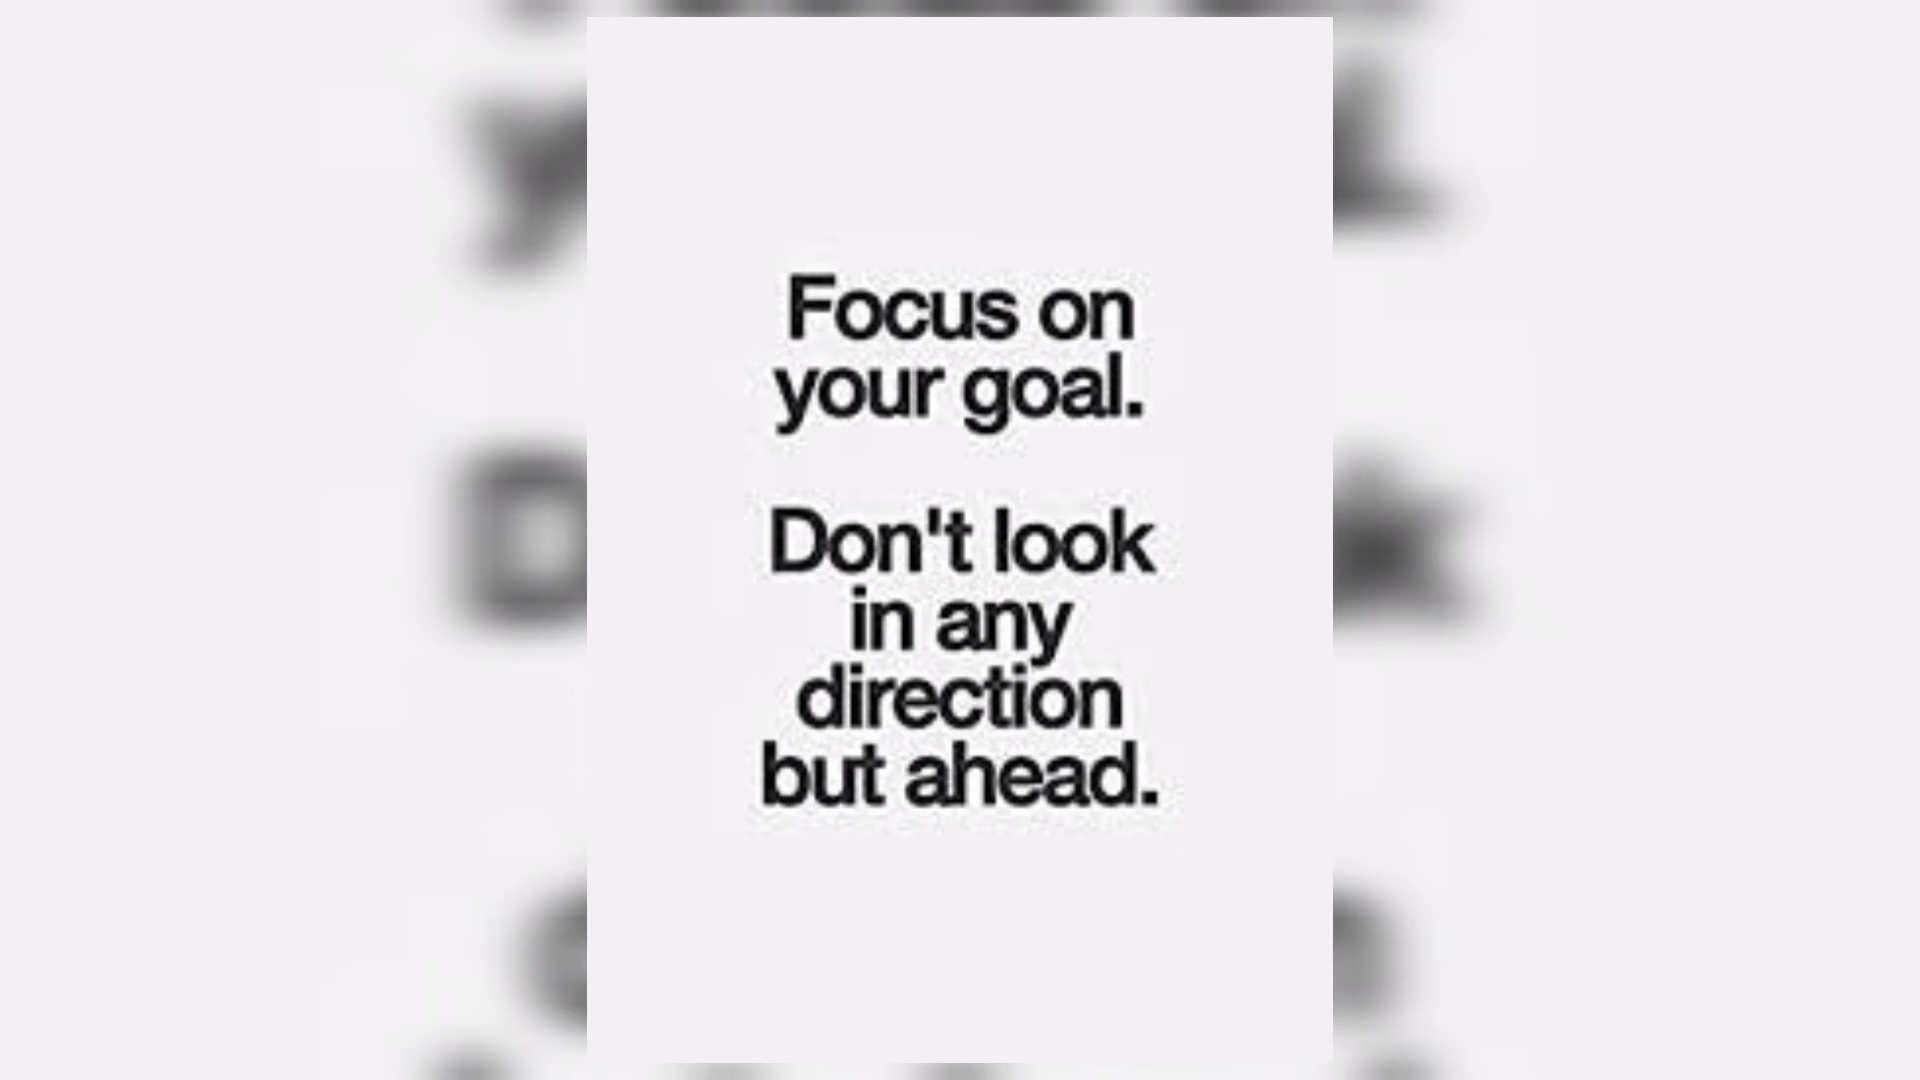 Focus on
your goal.
Don't look
in any
direction
but ahead.